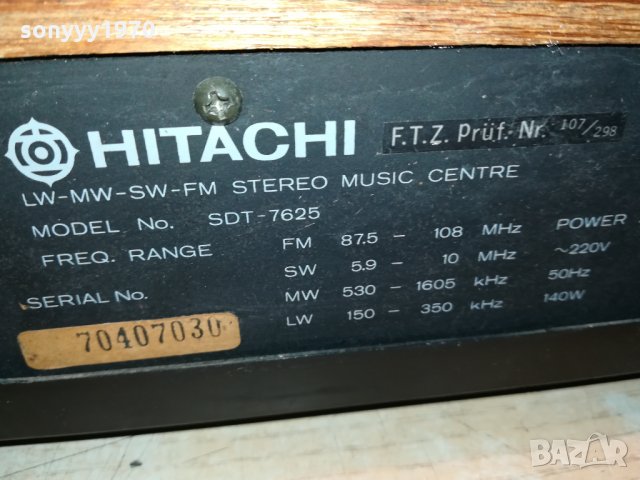 sonyyy1970
HITACHI
F.T.Z. Prüf. Nr. 107/298
LW-MW-SW-FM STEREO MUSIC CENTRE
MODEL No. SDT-7625
FREQ. RANGE FM 87.5 - 108 MHz POWER
SW 5.9 - 10 MHz ~220V
SERIAL No. MW 530 - 1605 kHz 50Hz
LW 150 - 350 kHz 140W
70407030
BAZAR